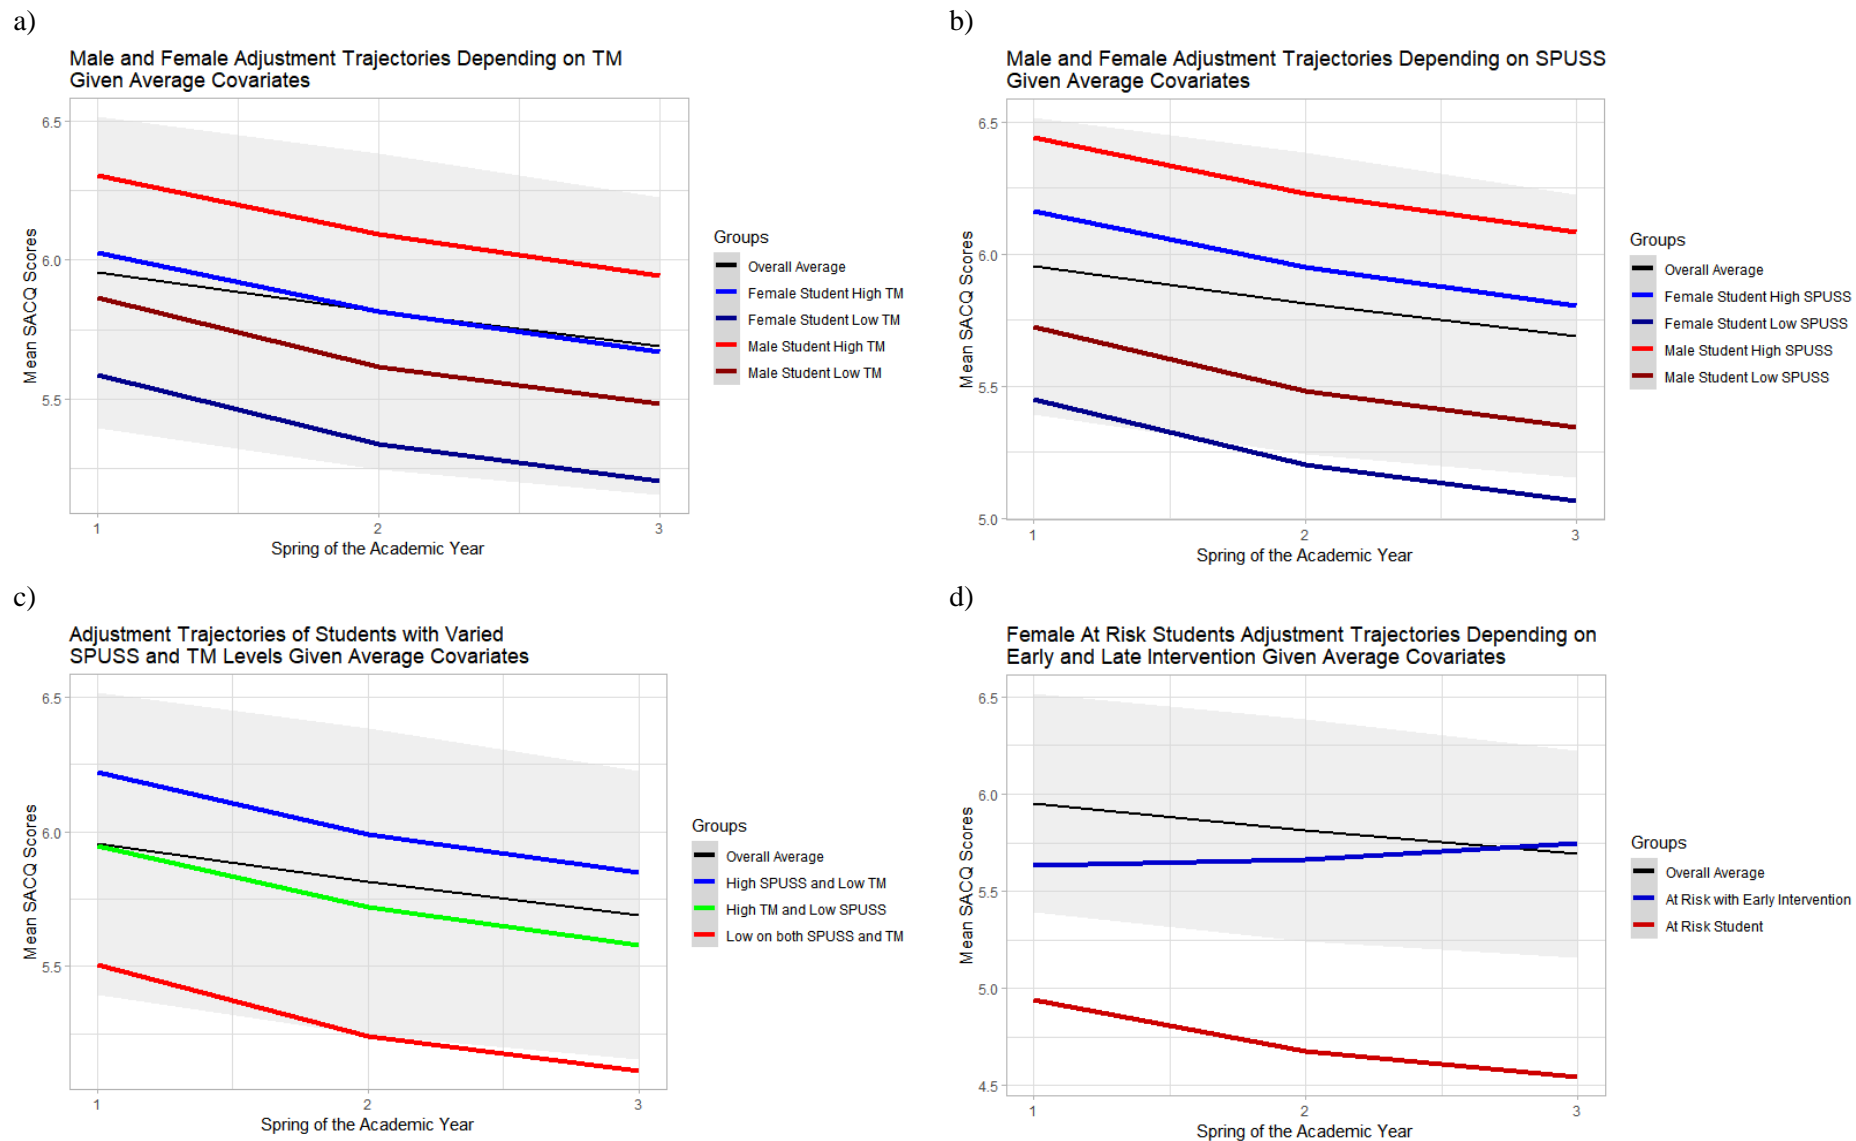 a)
Male and Female Adjustment Trajectories Depending on TM
Given Average Covariates
Mean SACQ Scores
6.5
6.0
5.5
1
2
3
Spring of the Academic Year
Groups
Overall Average
Female Student High TM
Female Student Low TM
Male Student High TM
Male Student Low TM
b)
Male and Female Adjustment Trajectories Depending on SPUSS
Given Average Covariates
Mean SACQ Scores
6.5
6.0
5.5
5.0
1
2
3
Spring of the Academic Year
Groups
Overall Average
Female Student High SPUSS
Female Student Low SPUSS
Male Student High SPUSS
Male Student Low SPUSS
c)
Adjustment Trajectories of Students with Varied
SPUSS and TM Levels Given Average Covariates
Mean SACQ Scores
6.5
6.0
5.5
1
2
3
Spring of the Academic Year
Groups
Overall Average
High SPUSS and Low TM
High TM and Low SPUSS
Low on both SPUSS and TM
d)
Female At Risk Students Adjustment Trajectories Depending on
Early and Late Intervention Given Average Covariates
Mean SACQ Scores
6.5
6.0
5.5
5.0
4.5
1
2
3
Spring of the Academic Year
Groups
Overall Average
At Risk with Early Intervention
At Risk Student